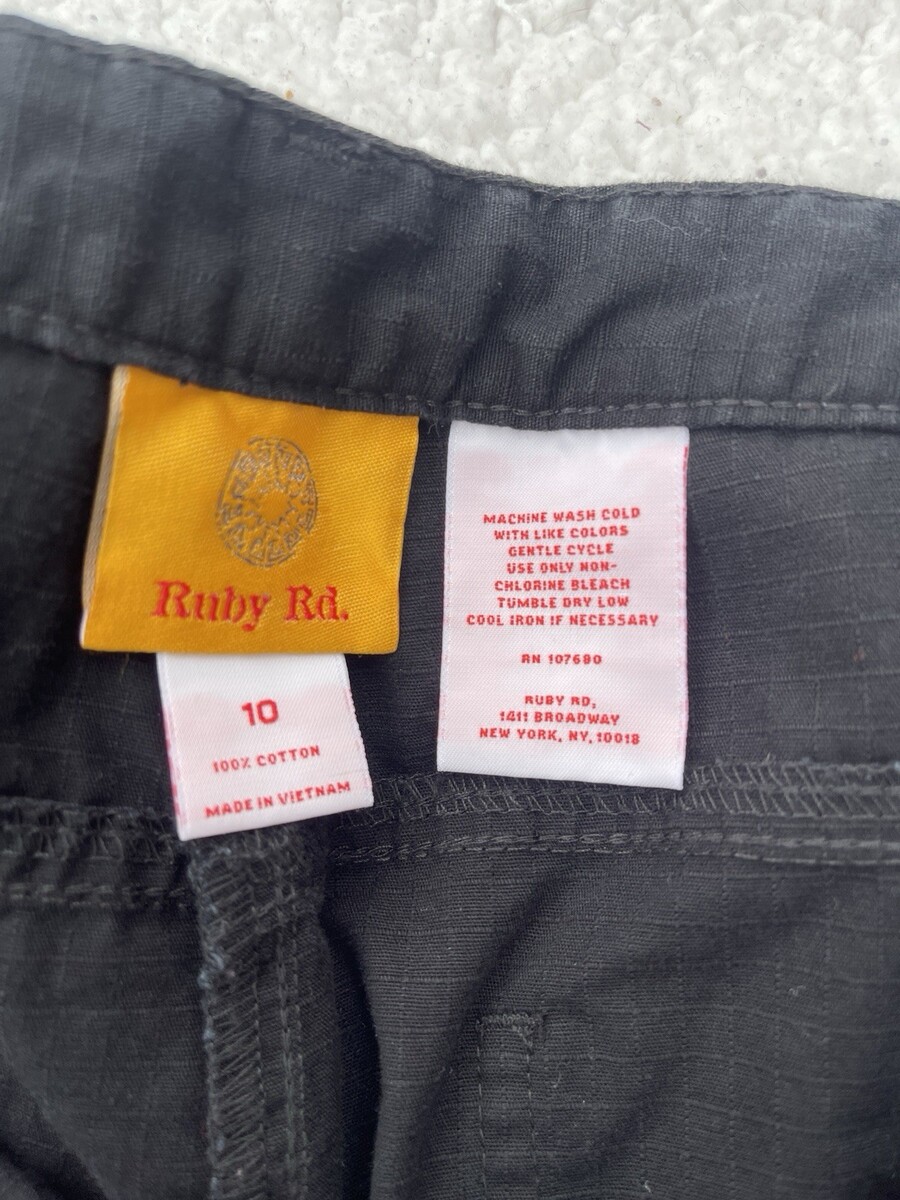 Ruby Rd.
10
100% COTTON
MADE IN VIETNAM
MACHINE WASH COLD
WITH LIKE COLORS
GENTLE CYCLE
USE ONLY NON-
CHLORINE BLEACH
TUMBLE DRY LOW
COOL IRON IF NECESSARY
RN 107680
RUBY RD,
1411 BROADWAY
NEW YORK, NY, 10018